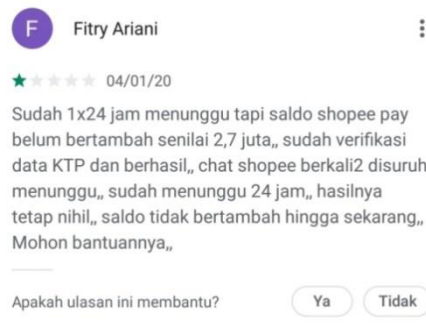 F
Fitry Ariani
04/01/20
Sudah 1x24 jam menunggu tapi saldo shopee pay
belum bertambah senilai 2,7 juta,, sudah verifikasi
data KTP dan berhasil,, chat shopee berkali2 disuruh
menunggu,, sudah menunggu 24 jam,, hasilnya
tetap nihil,, saldo tidak bertambah hingga sekarang,,
Mohon bantuannya,,
Apakah ulasan ini membantu?
Ya
Tidak